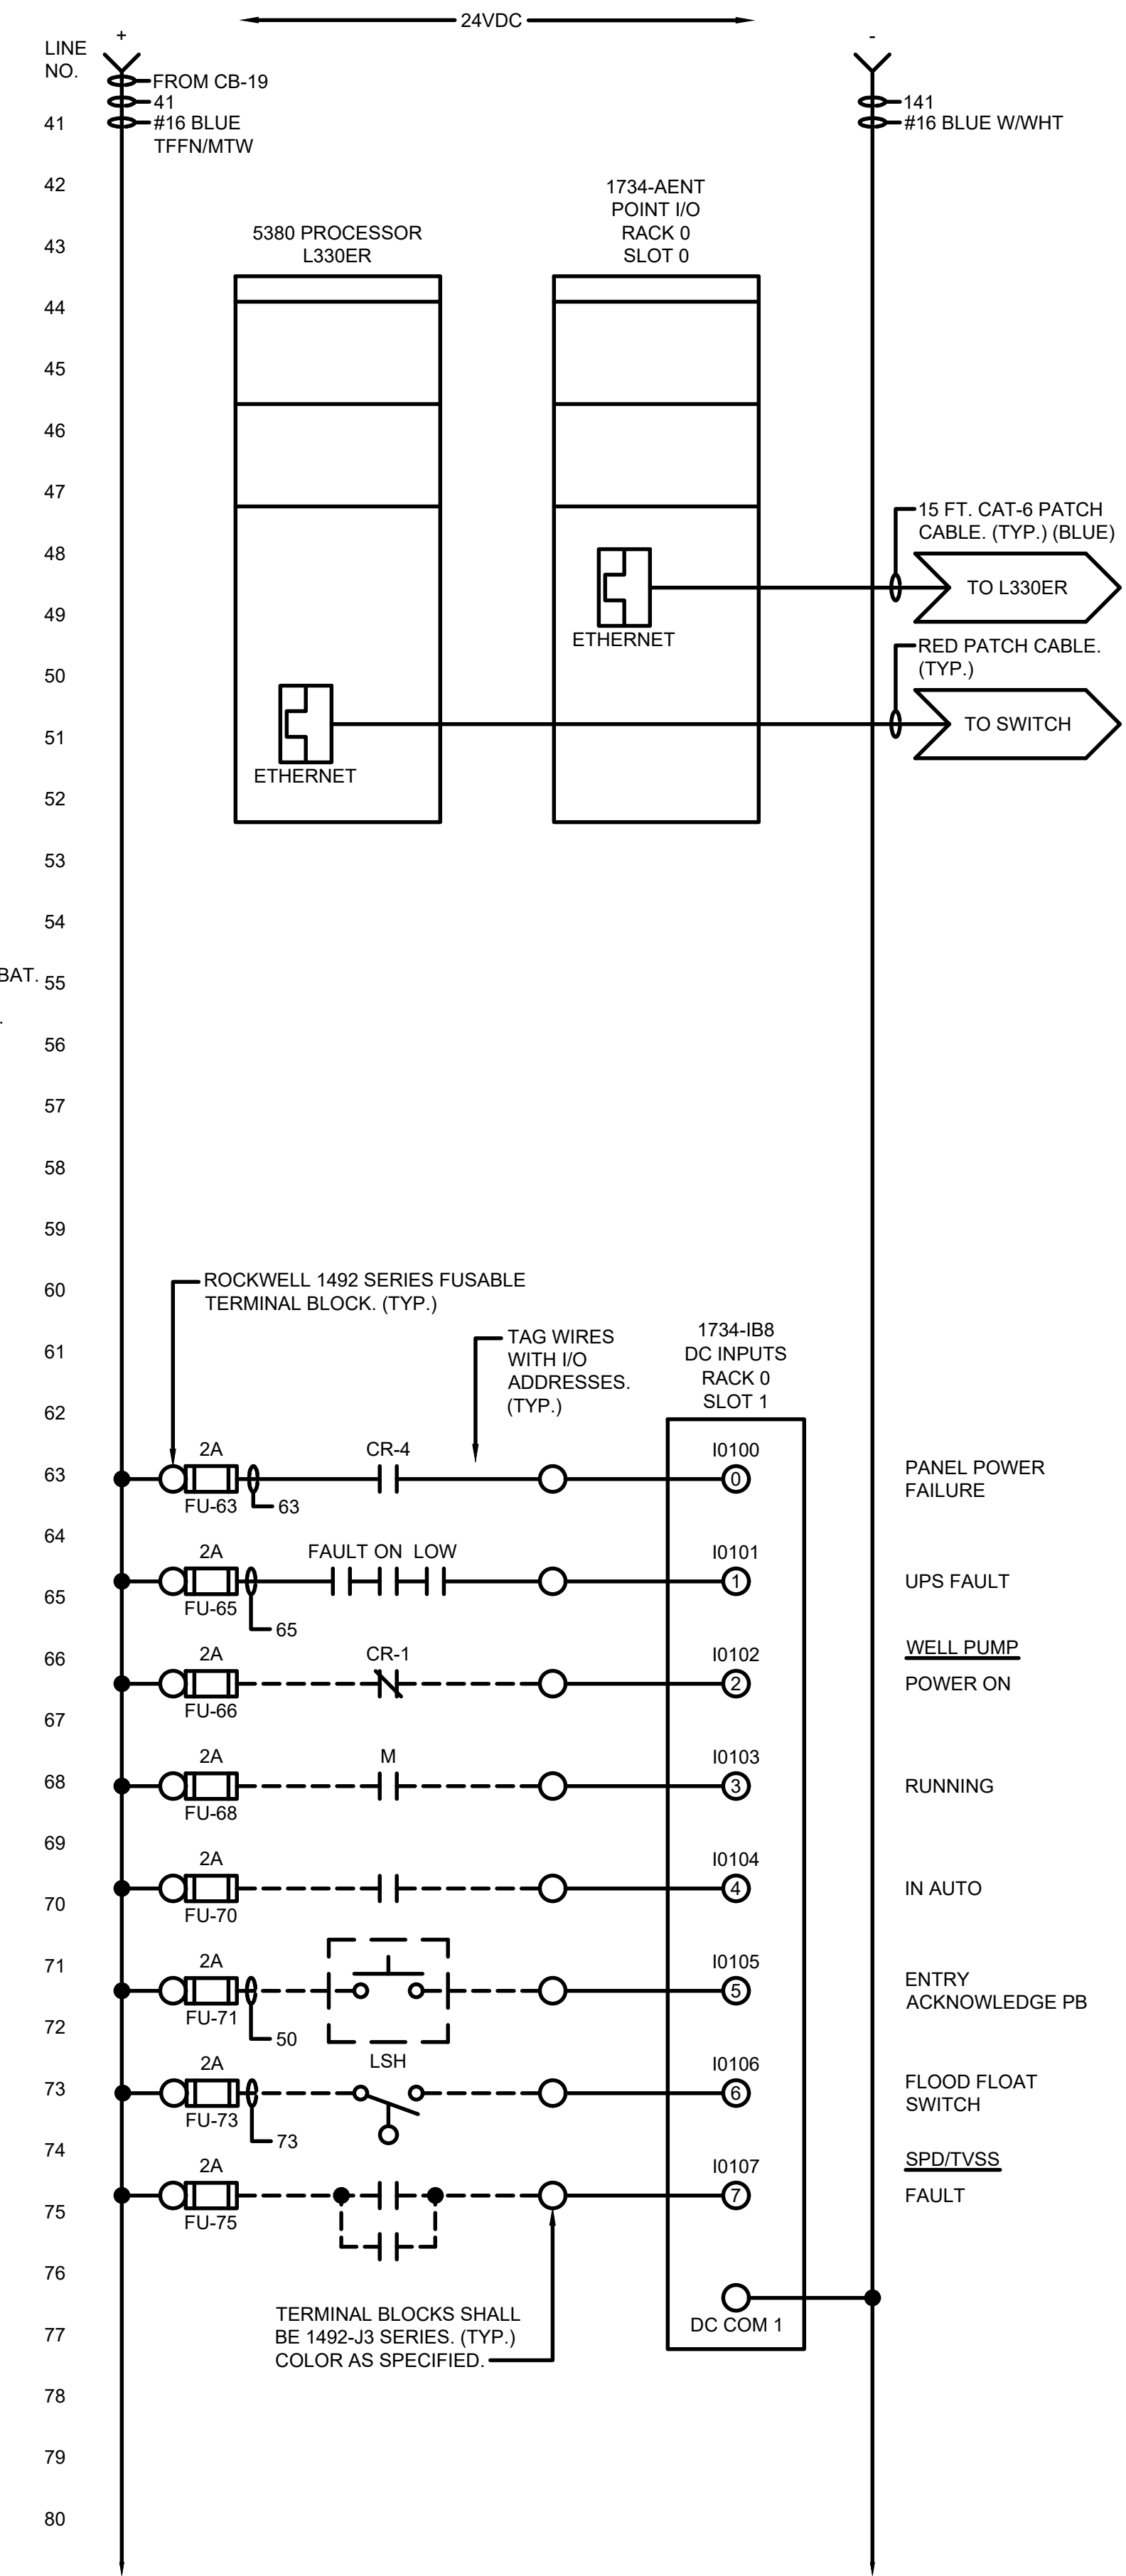 24VDC
+
-
LINE
NO.
FROM CB-19
41
#16 BLUE
TFFN/MTW
141
#16 BLUE W/WHT
41
42
43
44
45
46
47
48
49
50
51
52
53
54
BAT.
55
.
56
57
58
59
60
61
62
63
64
65
66
67
68
69
70
71
72
73
74
75
76
77
78
79
80
5380 PROCESSOR
L330ER
1734-AENT
POINT I/O
RACK 0
SLOT 0
15 FT. CAT-6 PATCH
CABLE. (TYP.) (BLUE)
TO L330ER
ETHERNET
RED PATCH CABLE.
(TYP.)
TO SWITCH
ETHERNET
ROCKWELL 1492 SERIES FUSABLE
TERMINAL BLOCK. (TYP.)
TAG WIRES
WITH I/O
ADDRESSES.
(TYP.)
1734-IB8
DC INPUTS
RACK 0
SLOT 1
2A
FU-63
63
CR-4
I0100
0
PANEL POWER
FAILURE
2A
FU-65
65
FAULT ON LOW
I0101
1
UPS FAULT
2A
FU-66
CR-1
I0102
2
WELL PUMP
POWER ON
2A
FU-68
M
I0103
3
RUNNING
2A
FU-70
I0104
4
IN AUTO
2A
FU-71
50
I0105
5
ENTRY
ACKNOWLEDGE PB
2A
FU-73
73
LSH
I0106
6
FLOOD FLOAT
SWITCH
2A
FU-75
I0107
7
SPD/TVSS
FAULT
DC COM 1
TERMINAL BLOCKS SHALL
BE 1492-J3 SERIES. (TYP.)
COLOR AS SPECIFIED.